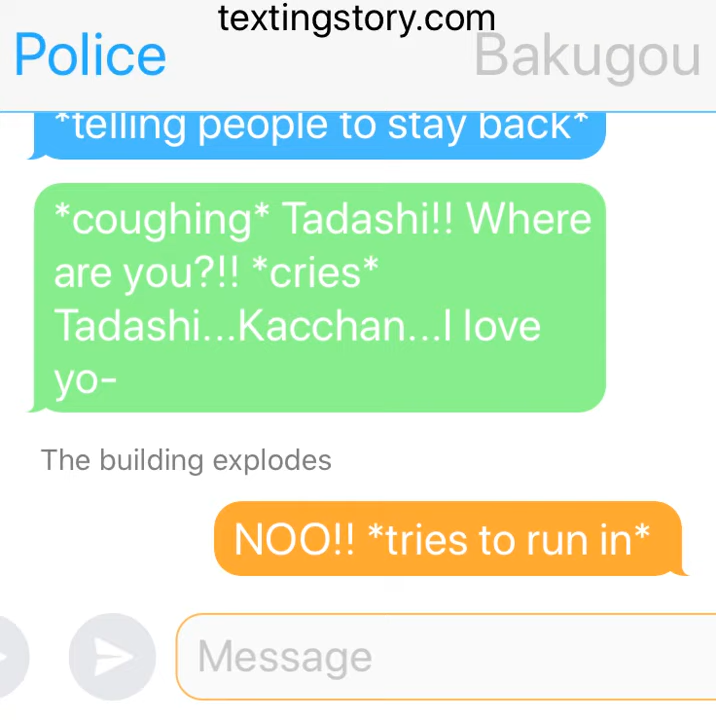 textingstory.com
Police Bakugou
*telling people to stay back*
*coughing* Tadashi!! Where
are you?!! *cries*
Tadashi...Kacchan...I love
yo-
The building explodes
NOO!! *tries to run in*
Message